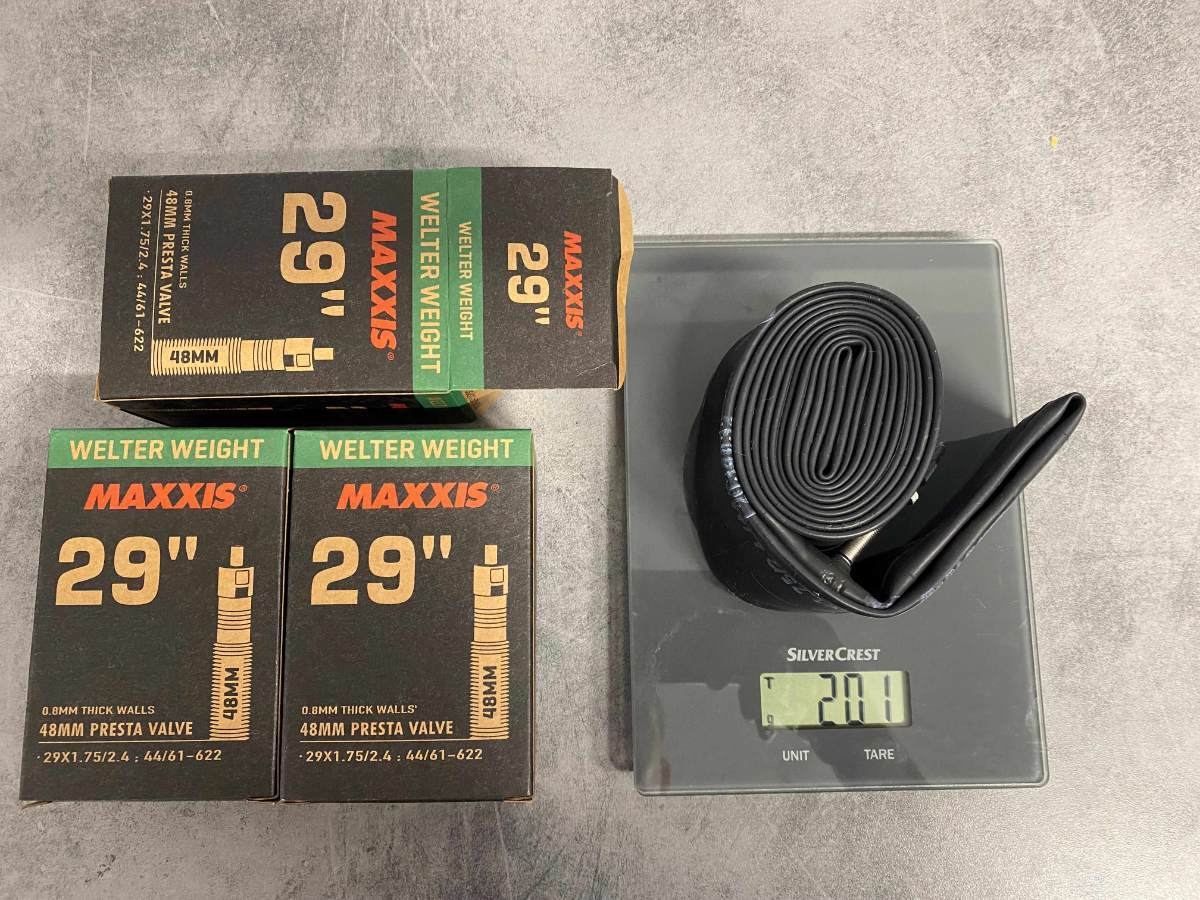 WELTER WEIGHT
MAXXIS®
29"
0.8MM THICK WALLS
48MM PRESTA VALVE
·29X1.75/2.4 : 44/61-622
48MM
WELTER WEIGHT
MAXXIS®
29"
WELTER WEIGHT
MAXXIS®
29"
48MM
0.8MM THICK WALLS
48MM PRESTA VALVE
·29X1.75/2.4 : 44/61-622
WELTER WEIGHT
MAXXIS®
29"
48MM
0.8MM THICK WALLS
48MM PRESTA VALVE
·29X1.75/2.4 : 44/61-622
SILVERCREST
T
201
g
UNIT TARE